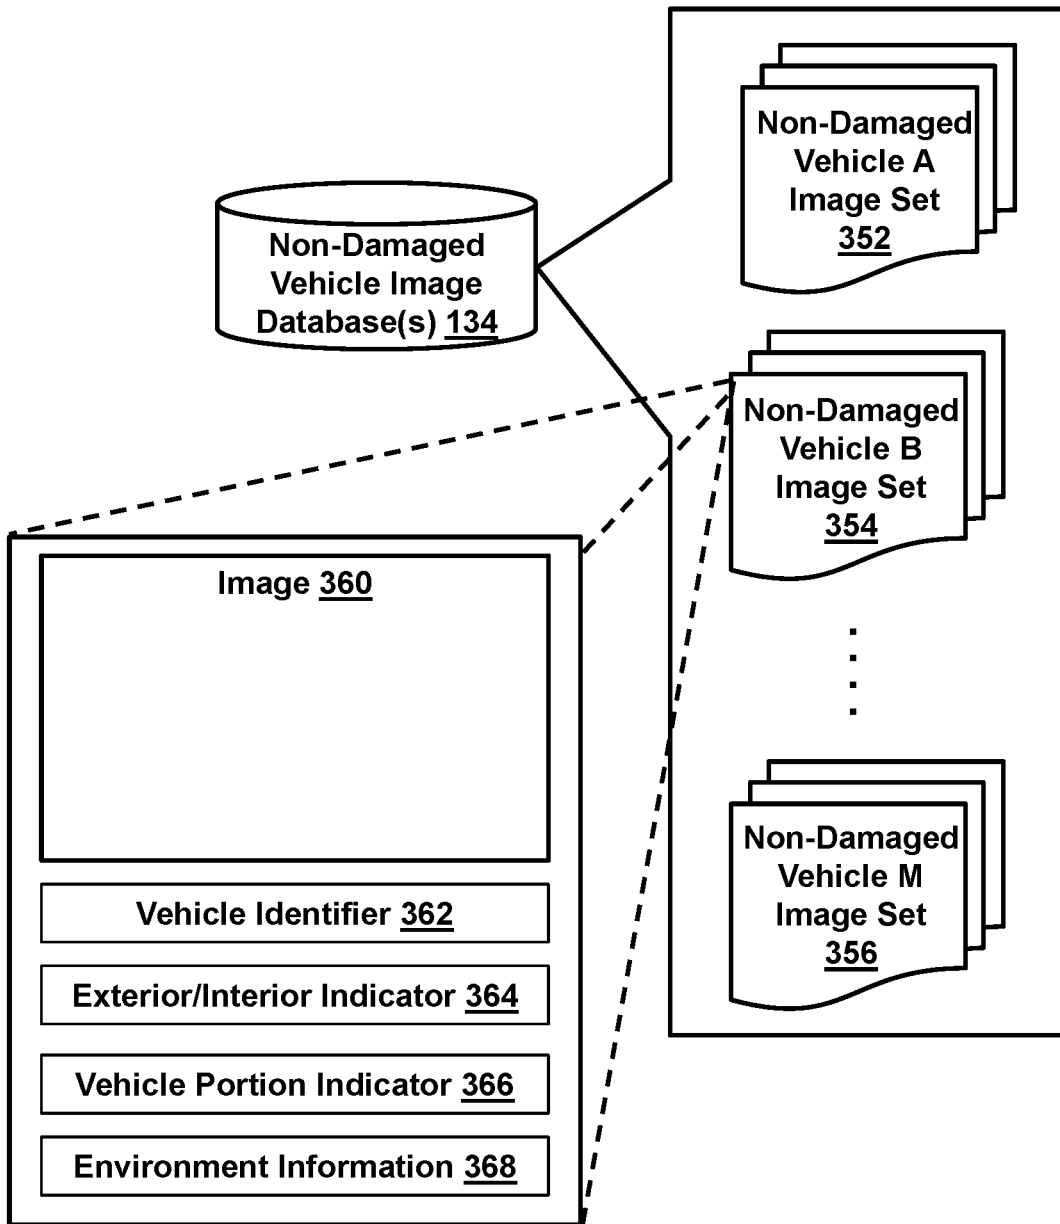 Non-Damaged
Vehicle A
Image Set
352
Non-Damaged
Vehicle Image
Database(s) 134
Non-Damaged
Vehicle B
Image Set
354
Image 360
Vehicle Identifier 362
Exterior/Interior Indicator 364
Vehicle Portion Indicator 366
Environment Information 368
Non-Damaged
Vehicle M
Image Set
356